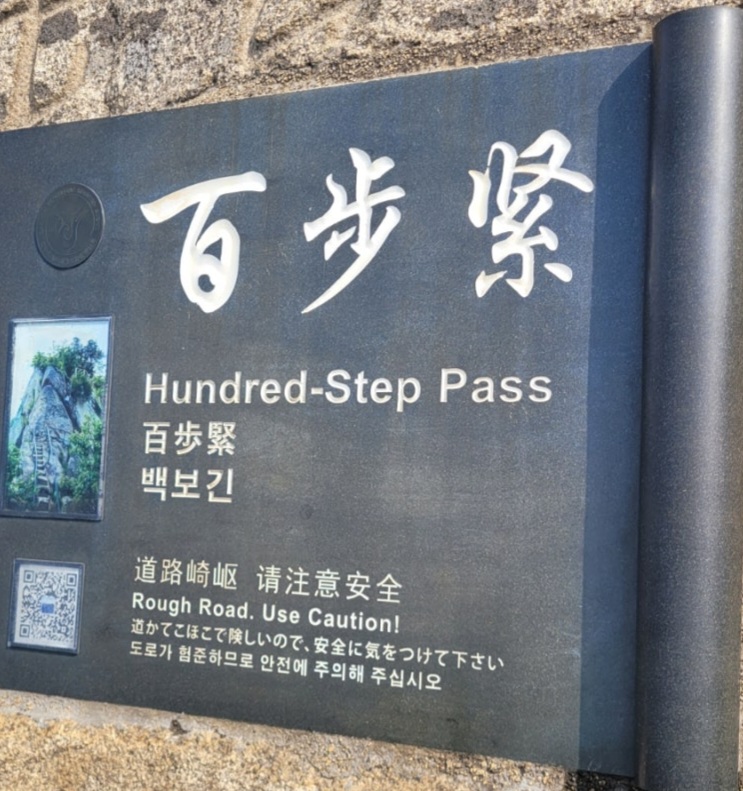 百步紧
Hundred-Step Pass
百歩緊
백보긴
道路崎岖 请注意安全
Rough Road. Use Caution!
道がてこぼこで険しいので、安全に気をつけて下さい
도로가 험준하므로 안전에 주의해 주십시오